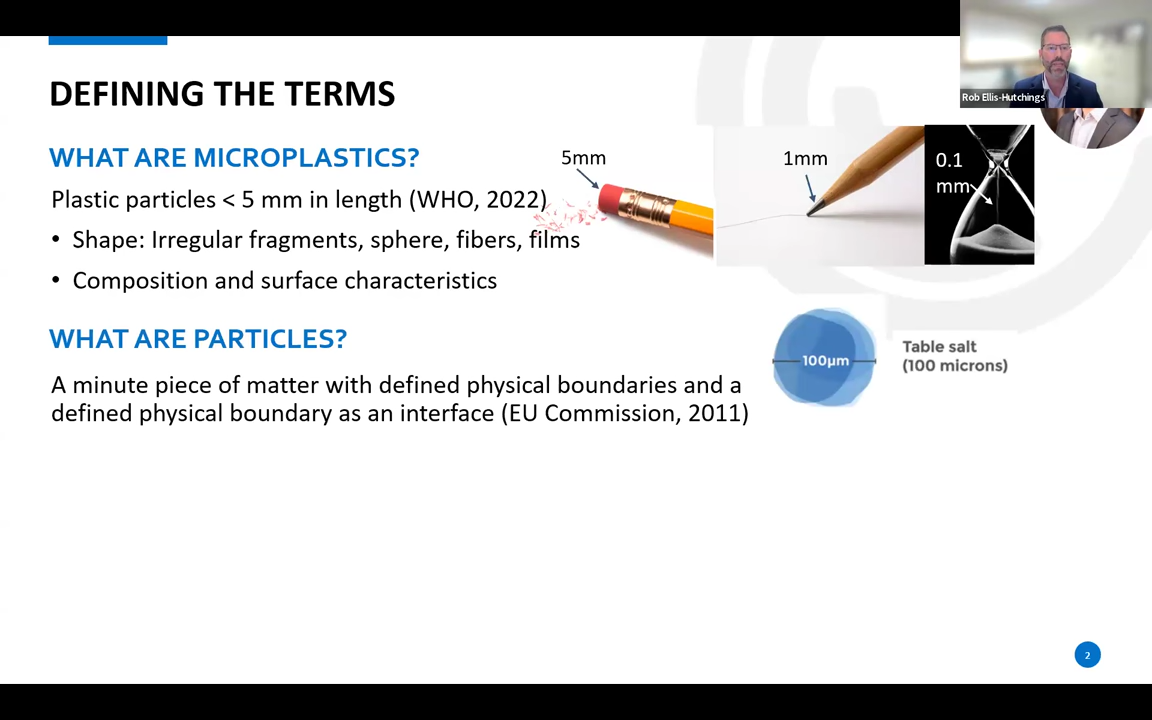 Rob Ellis-Hutchings
DEFINING THE TERMS
WHAT ARE MICROPLASTICS?
Plastic particles < 5 mm in length (WHO, 2022)
• Shape: Irregular fragments, sphere, fibers, films
• Composition and surface characteristics
5mm
1mm
0.1
mm
WHAT ARE PARTICLES?
A minute piece of matter with defined physical boundaries and a
defined physical boundary as an interface (EU Commission, 2011)
100µm
Table salt
(100 microns)
2